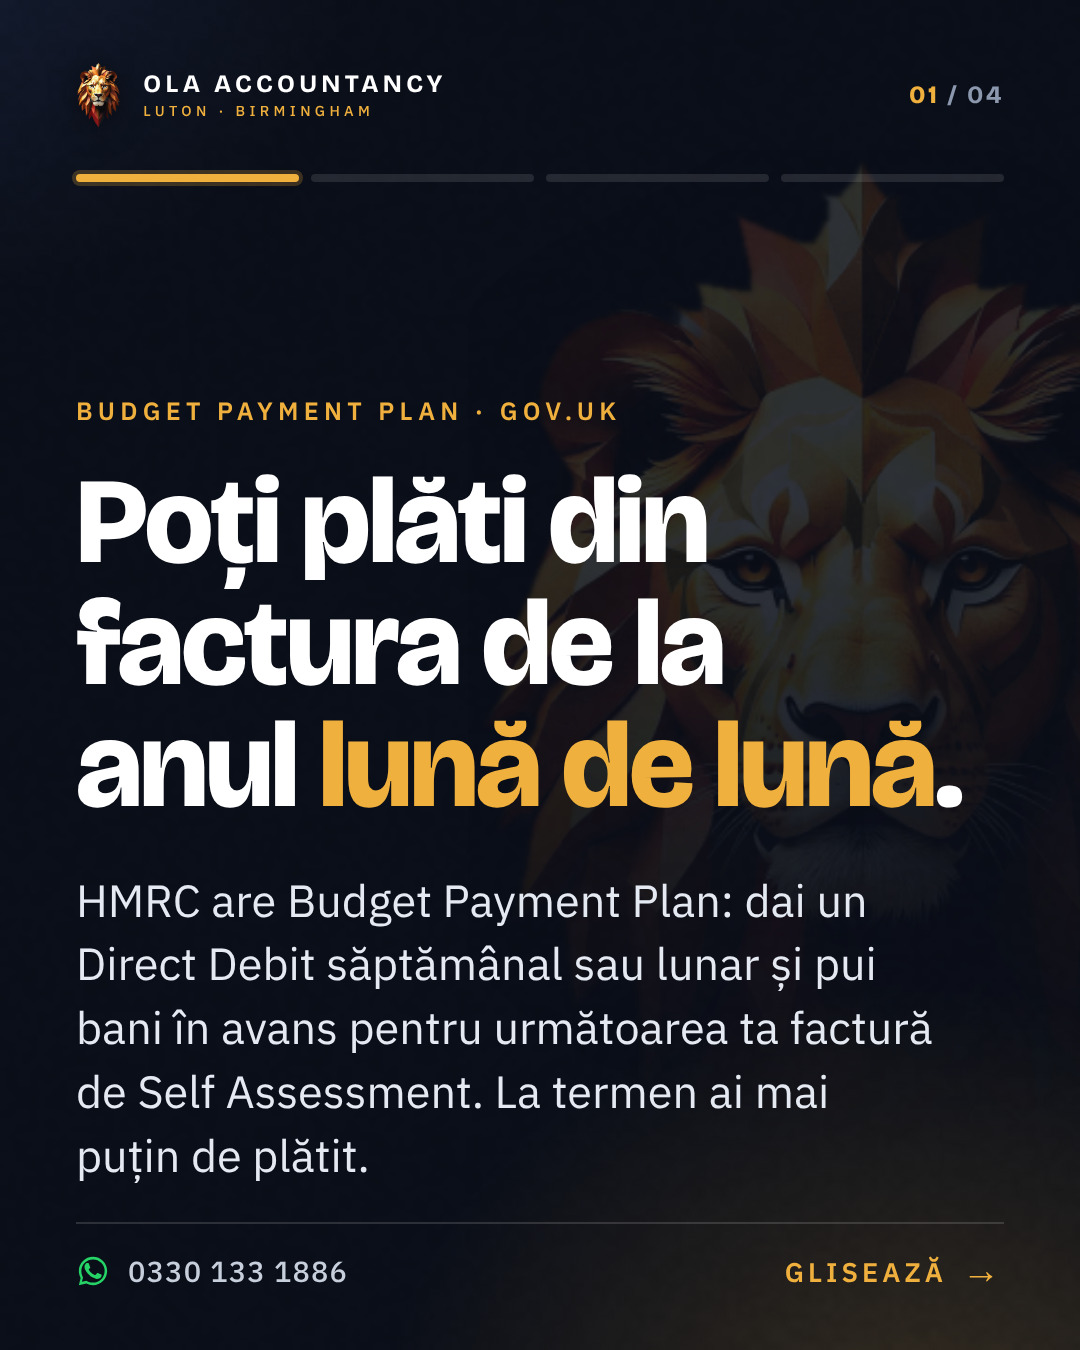 OLA ACCOUNTANCY
LUTON · BIRMINGHAM
01 / 04
BUDGET PAYMENT PLAN · GOV.UK
Poți plăti din
factura de la
anul lună de lună.
HMRC are Budget Payment Plan: dai un
Direct Debit săptămânal sau lunar și pui
bani în avans pentru următoarea ta factură
de Self Assessment. La termen ai mai
puțin de plătit.
0330 133 1886
GLISEAZĂ →